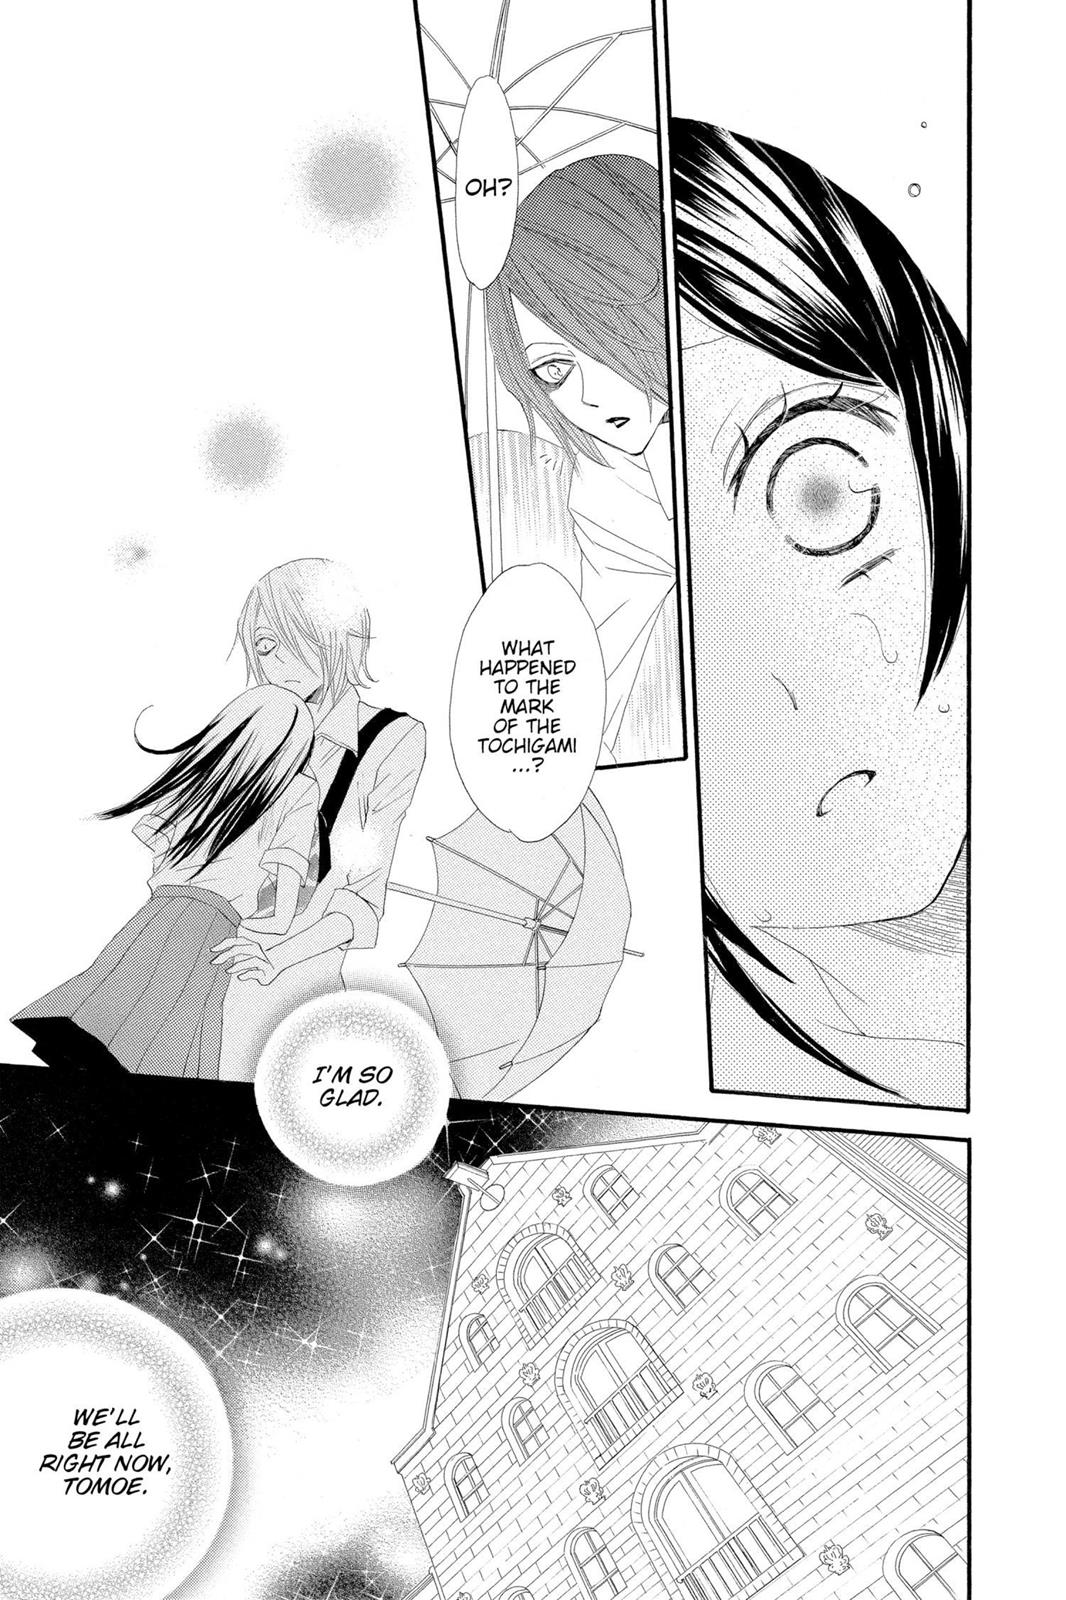 OH?
WHAT
HAPPENED
TO THE
MARK
OF THE
TOCHIGAMI
...?
I'M SO
GLAD.
WE'LL
BE ALL
RIGHT NOW,
TOMOE.